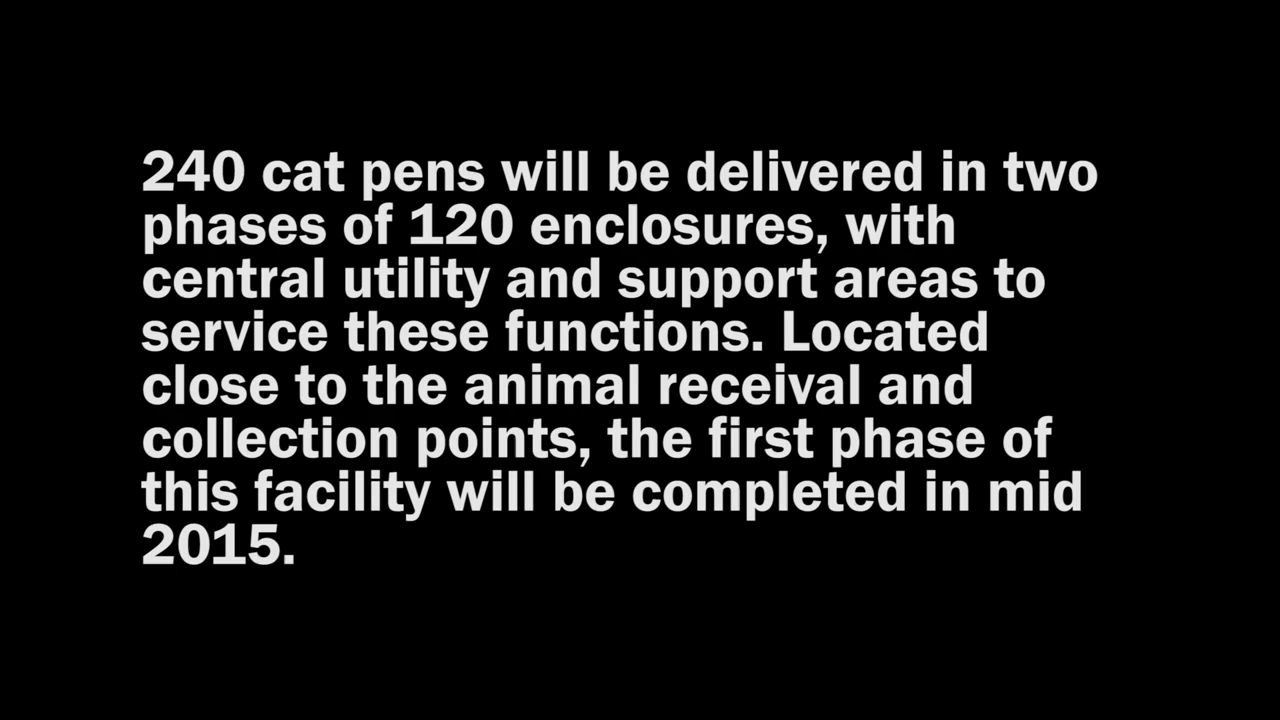 240 cat pens will be delivered in two
phases of 120 enclosures, with
central utility and support areas to
service these functions. Located
close to the animal receival and
collection points, the first phase of
this facility will be completed in mid
2015.